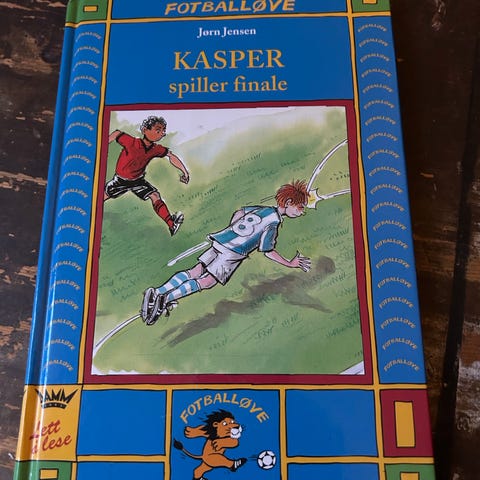 FOTBALLØVE
Jørn Jensen
KASPER
spiller finale
8
DAMM
lett
å lese
FOTBALLØVE